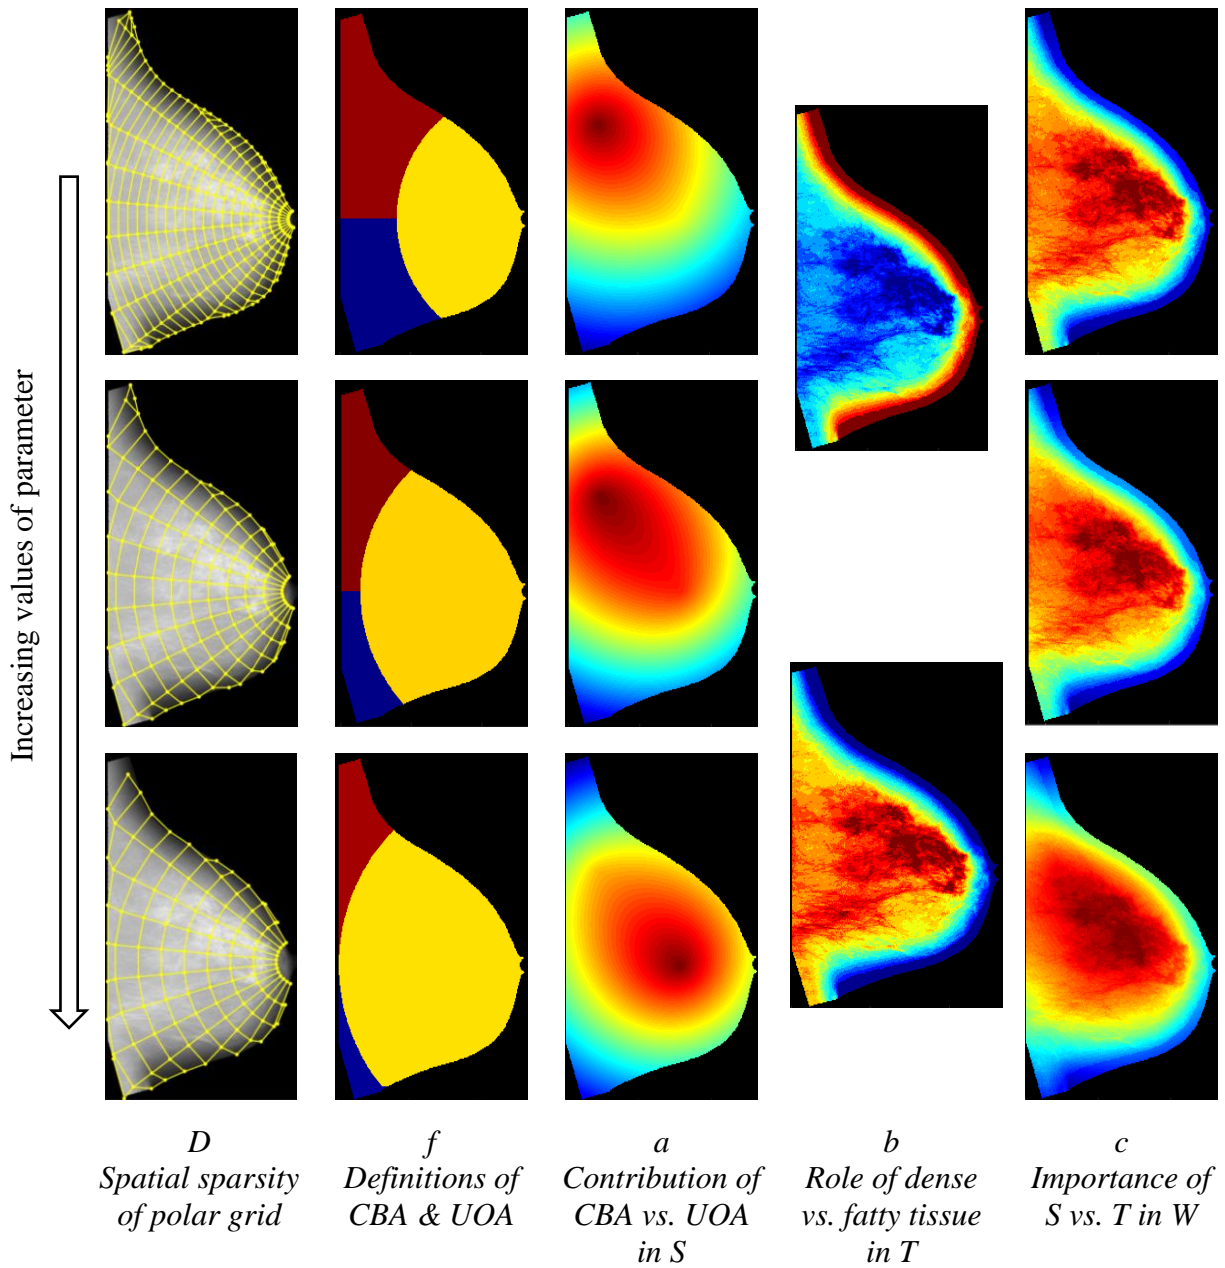 Increasing values of parameter
D
Spatial sparsity
of polar grid
f
Definitions of
CBA & UOA
a
Contribution of
CBA vs. UOA
in S
b
Role of dense
vs. fatty tissue
in T
c
Importance of
S vs. T in W